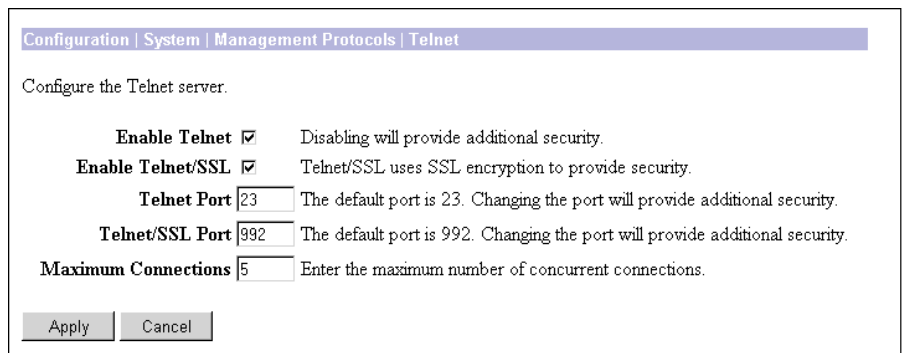 Configuration | System | Management Protocols | Telnet
Configure the Telnet server.
Enable Telnet Disabling will provide additional security.
Enable Telnet/SSL Telnet/SSL uses SSL encryption to provide security.
Telnet Port 23 The default port is 23. Changing the port will provide additional security.
Telnet/SSL Port 992 The default port is 992. Changing the port will provide additional security.
Maximum Connections 5 Enter the maximum number of concurrent connections.
Apply Cancel